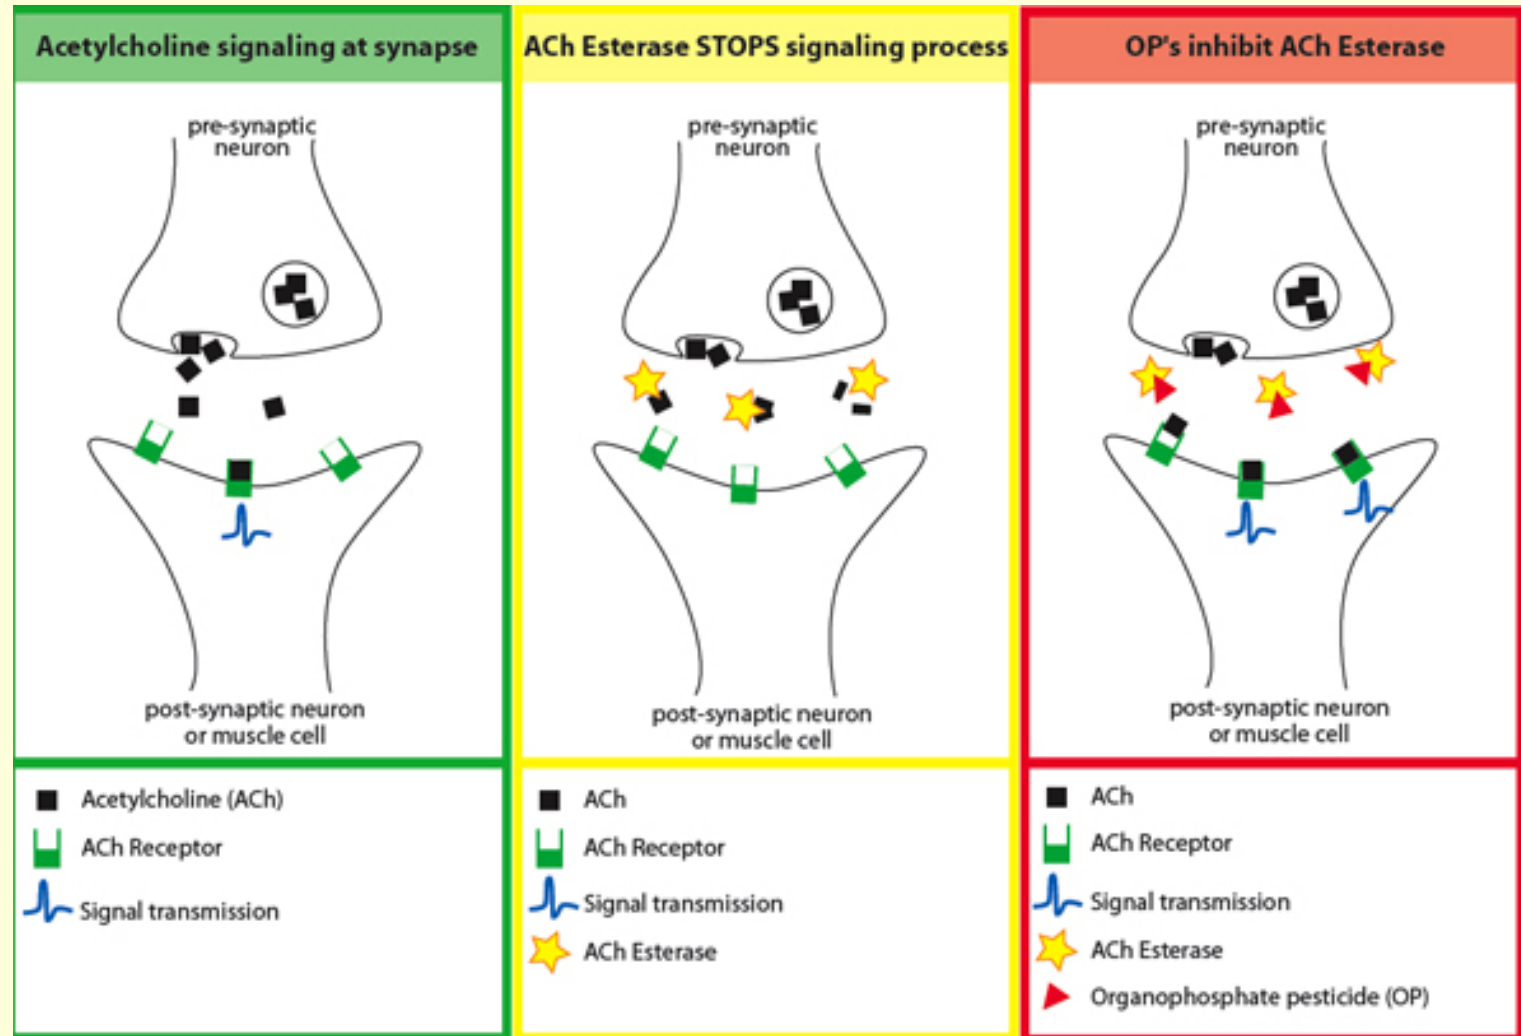 Acetylcholine signaling at synapse
pre-synaptic
neuron
post-synaptic neuron
or muscle cell
Acetylcholine (ACh)
ACh Receptor
Signal transmission
ACh Esterase STOPS signaling process
pre-synaptic
neuron
post-synaptic neuron
or muscle cell
ACh
ACh Receptor
Signal transmission
ACh Esterase
OP's inhibit ACh Esterase
pre-synaptic
neuron
post-synaptic neuron
or muscle cell
ACh
ACh Receptor
Signal transmission
ACh Esterase
Organophosphate pesticide (OP)